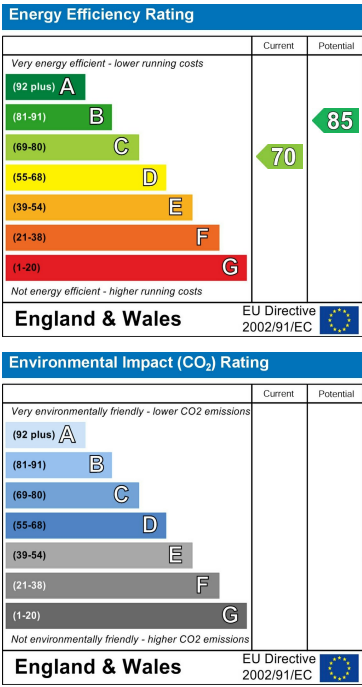 Energy Efficiency Rating
Current Potential
Very energy efficient - lower running costs
(92 plus) A
(81-91) B
85
(69-80) C
70
(55-68) D
(39-54) E
(21-38) F
(1-20) G
Not energy efficient - higher running costs
England & Wales
EU Directive
2002/91/EC
Environmental Impact (CO₂) Rating
Current Potential
Very environmentally friendly - lower CO2 emissions
(92 plus) A
(81-91) B
(69-80) C
(55-68) D
(39-54) E
(21-38) F
(1-20) G
Not environmentally friendly - higher CO2 emissions
England & Wales
EU Directive
2002/91/EC